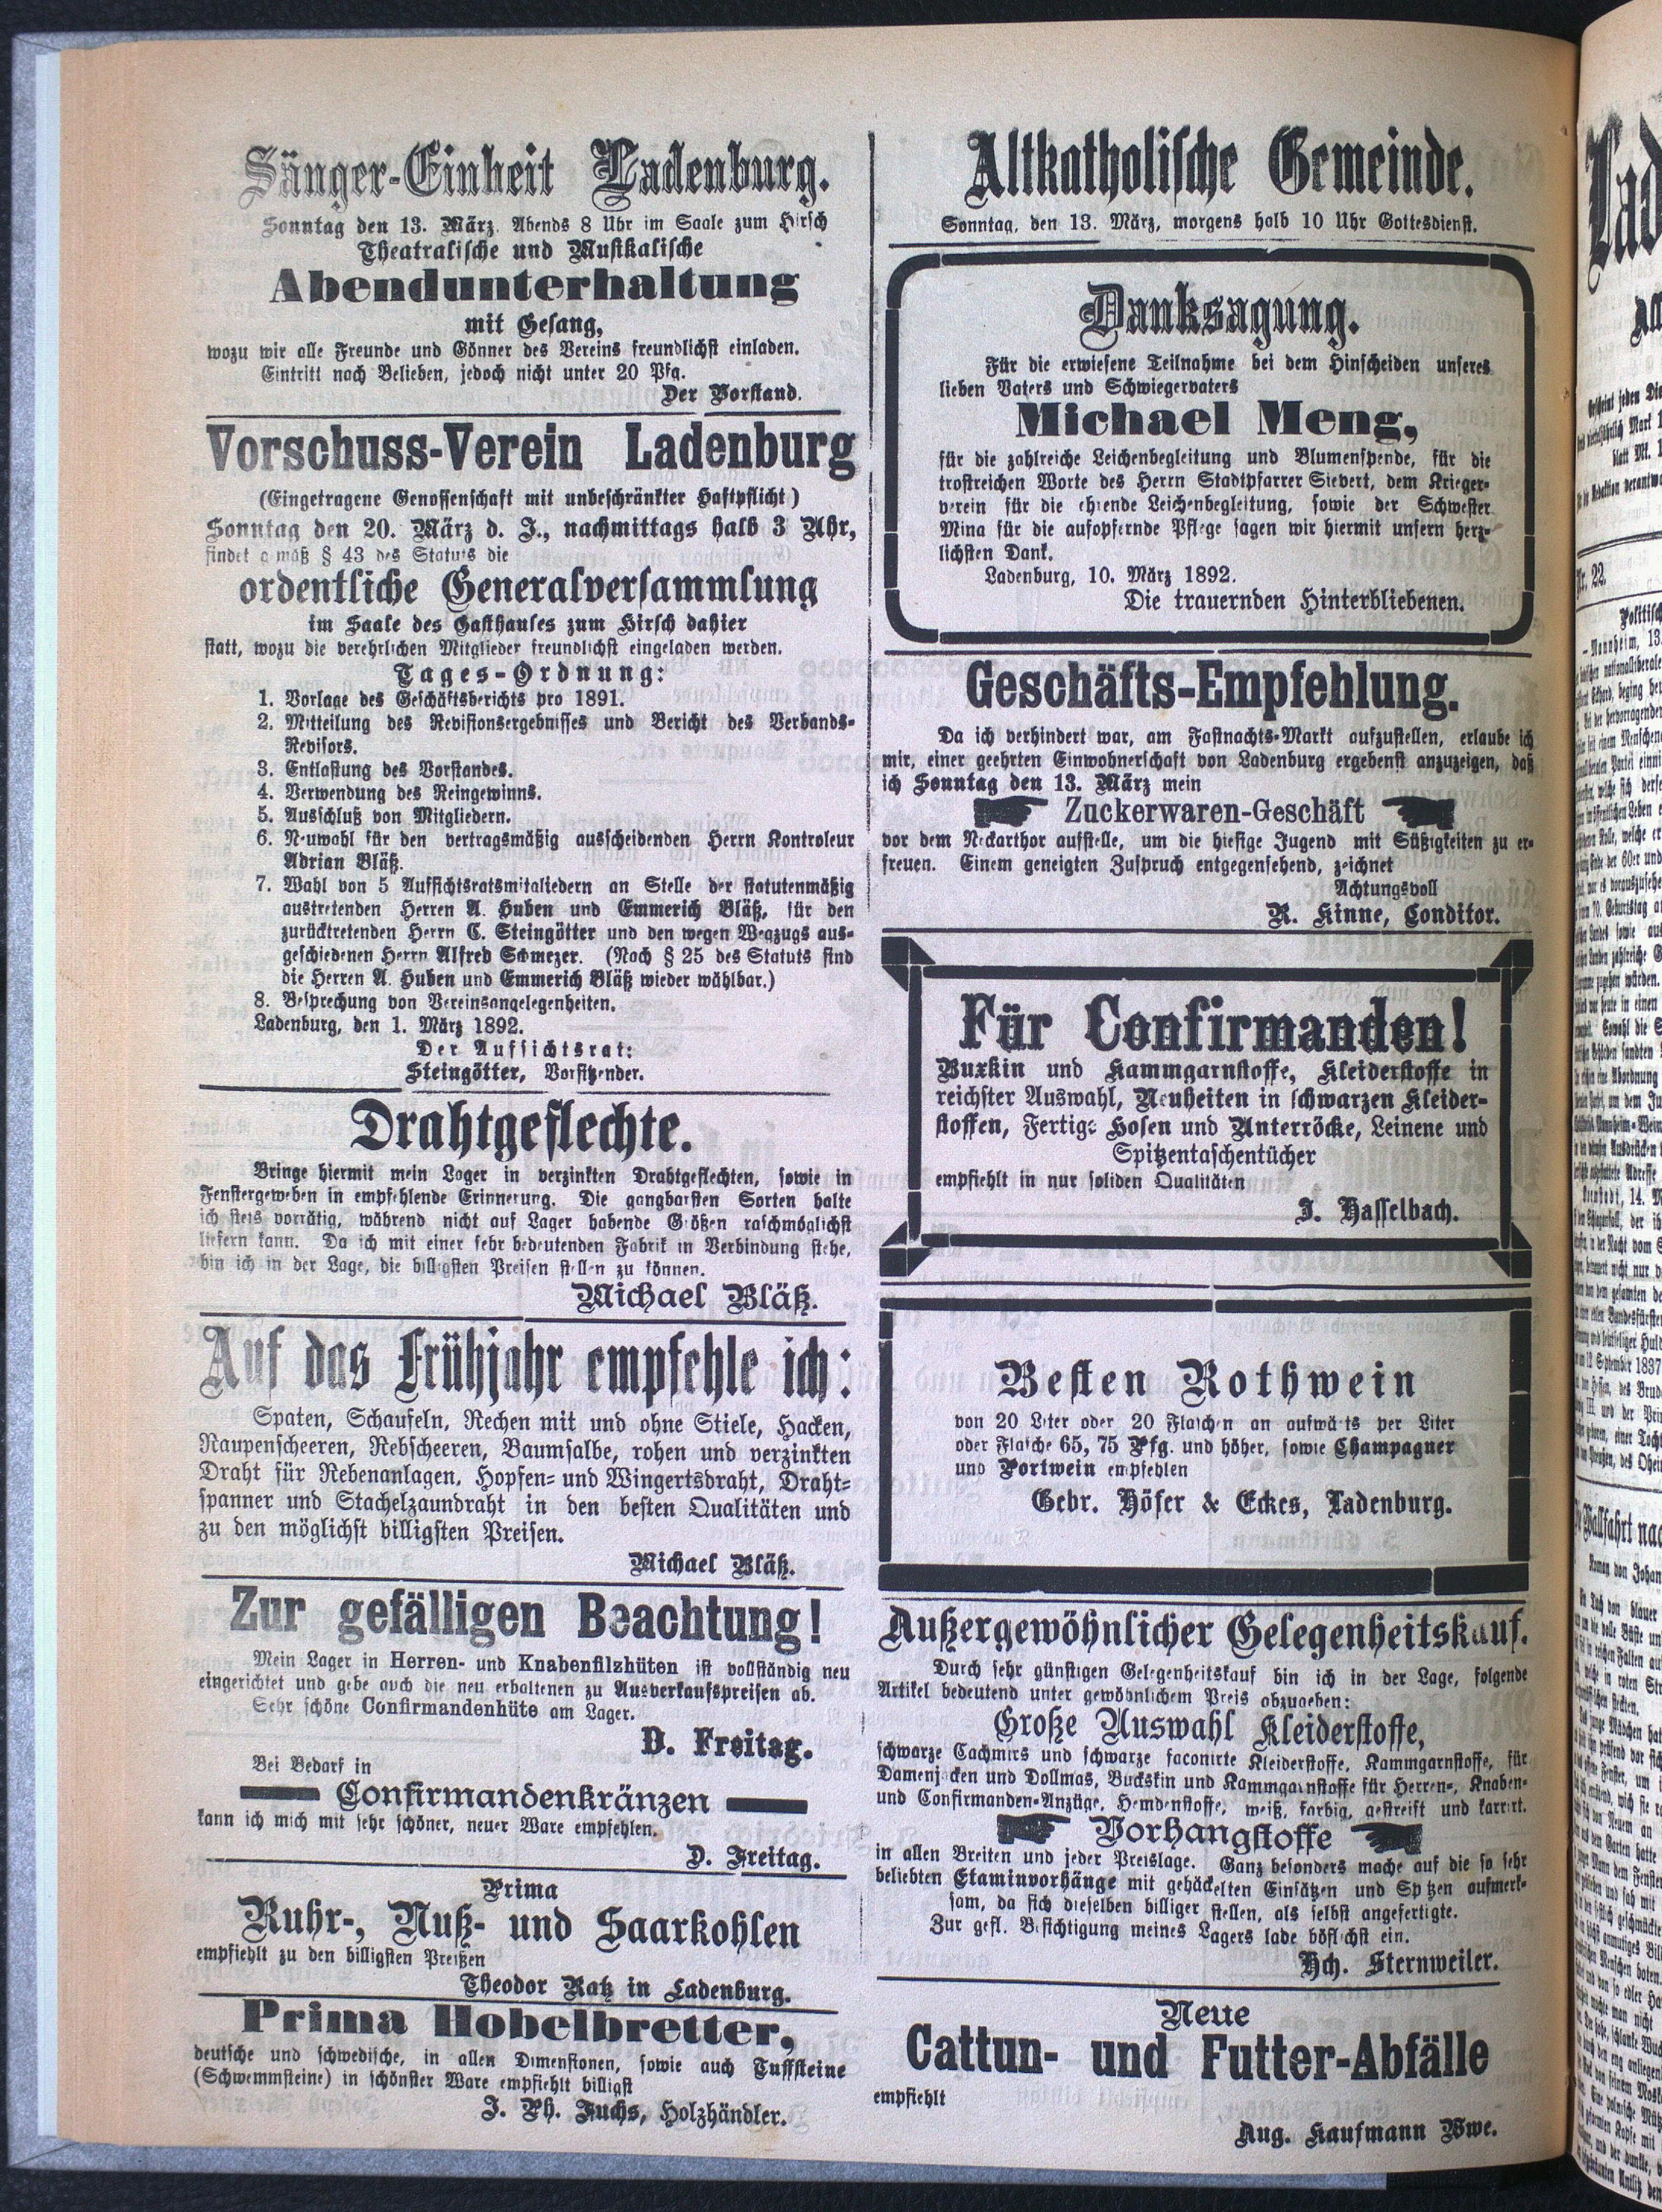 Sänger-Einheit Ladenburg.
Sonntag den 13. März, Abends 8 Uhr im Saale zum Hirsch
Theatralische und Musikalische
Abendunterhaltung
mit Gesang,
wozu wir alle Freunde und Gönner des Vereins freundlichst einladen.
Eintritt nach Belieben, jedoch nicht unter 20 Pfg.
Der Vorstand.
Vorschuss-Verein Ladenburg
(Eingetragene Genossenschaft mit unbeschränkter Haftpflicht)
Sonntag den 20. März d. J., nachmittags halb 3 Uhr,
findet gemäß § 43 des Statuts die
ordentliche Generalversammlung
im Saale des Gasthauses zum Hirsch dahier
statt, wozu die verehrlichen Mitglieder freundlichst eingeladen werden.
Tages-Ordnung:
1. Vorlage des Geschäftsberichts pro 1891.
2. Mitteilung des Revisionsergebnisses und Bericht des Verbands-
Revisors.
3. Entlastung des Vorstandes.
4. Verwendung des Reingewinns.
5. Ausschluß von Mitgliedern.
6. Neuwahl für den vertragsmäßig ausscheidenden Herrn Kontroleur
Adrian Bläß.
7. Wahl von 5 Aufsichtsratsmitgliedern an Stelle der statutenmäßig
austretenden Herren A. Huben und Emmerich Bläß, für den
zurücktretenden Herrn C. Steingötter und den wegen Wegzugs aus-
geschiedenen Herrn Alfred Schmezer. (Nach § 25 des Statuts sind
die Herren A. Huben und Emmerich Bläß wieder wählbar.)
8. Besprechung von Vereinsangelegenheiten.
Ladenburg, den 1. März 1892.
Der Aufsichtsrat:
Steingötter, Vorsitzender.
Drahtgeflechte.
Bringe hiermit mein Lager in verzinkten Drahtgeflechten, sowie in
Fenstergeweben in empfehlende Erinnerung. Die gangbarsten Sorten halte
ich stets vorrätig, während nicht auf Lager habende Größen raschmöglichst
liefern kann. Da ich mit einer sehr bedeutenden Fabrik in Verbindung stehe,
bin ich in der Lage, die billigsten Preisen stellen zu können.
Michael Bläß.
Auf das Frühjahr empfehle ich:
Spaten, Schaufeln, Rechen mit und ohne Stiele, Hacken,
Raupenscheeren, Rebscheeren, Baumsalbe, rohen und verzinkten
Draht für Rebenanlagen, Hopfen- und Wingertsdraht, Draht-
spanner und Stachelzaundraht in den besten Qualitäten und
zu den möglichst billigsten Preisen.
Michael Bläß.
Zur gefälligen Beachtung!
Mein Lager in Herren- und Knabenfilzhüten ist vollständig neu
eingerichtet und gebe auch die neu erhaltenen zu Ausverkaufspreisen ab.
Sehr schöne Confirmandenhüte am Lager.
D. Freitag.
Bei Bedarf in
Confirmandenkränzen
kann ich mich mit sehr schöner, neuer Ware empfehlen.
D. Freitag.
Prima
Ruhr-, Nuß- und Saarkohlen
empfiehlt zu den billigsten Preißen
Theodor Katz in Ladenburg.
Prima Hobelbretter,
deutsche und schwedische, in allen Dimensionen, sowie auch Tuffsteine
(Schwemmsteine) in schönster Ware empfiehlt billigst
J. Ph. Fuchs, Holzhändler.
Altkatholische Gemeinde.
Sonntag, den 13. März, morgens halb 10 Uhr Gottesdienst.
Danksagung.
Für die erwiesene Teilnahme bei dem Hinscheiden unseres
lieben Vaters und Schwiegervaters
Michael Meng,
für die zahlreiche Leichenbegleitung und Blumenspende, für die
trostreichen Worte des Herrn Stadtpfarrer Sievert, dem Krieger-
verein für die ehrende Leichenbegleitung, sowie der Schwester
Mina für die aufopfernde Pflege sagen wir hiermit unsern herz-
lichsten Dank.
Ladenburg, 10. März 1892.
Die trauernden Hinterbliebenen.
Geschäfts-Empfehlung.
Da ich verhindert war, am Fastnachts-Markt aufzustellen, erlaube ich
mir, einer geehrten Einwohnerschaft von Ladenburg ergebenst anzuzeigen, daß
ich Sonntag den 13. März mein
Zuckerwaren-Geschäft
vor dem Neckarthor aufstelle, um die hiesige Jugend mit Süßigkeiten zu er-
freuen. Einem geneigten Zuspruch entgegensehend, zeichnet
Achtungsvoll
R. Kinne, Conditor.
Für Confirmanden!
Buxkin und Kammgarnstoffe, Kleiderstoffe in
reichster Auswahl, Neuheiten in schwarzen Kleider-
stoffen, Fertige Hosen und Unterröcke, Leinene und
Spitzentaschentücher
empfiehlt in nur soliden Qualitäten
J. Hasselbach.
Besten Rothwein
von 20 Liter oder 20 Flaschen an aufwärts per Liter
oder Flasche 65, 75 Pfg. und höher, sowie Champagner
und Portwein empfehlen
Gebr. Höfer & Eckes, Ladenburg.
Außergewöhnlicher Gelegenheitskauf.
Durch sehr günstigen Gelegenheitskauf bin ich in der Lage, folgende
Artikel bedeutend unter gewöhnlichem Preis abzugeben:
Große Auswahl Kleiderstoffe,
schwarze Cachmirs und schwarze faconirte Kleiderstoffe, Kammgarnstoffe, für
Damenjacken und Dollmas, Buckskin und Kammgarnstoffe für Herren-, Knaben-
und Confirmanden-Anzüge, Hemdenstoffe, weiß, farbig, gestreift und karrirt.
Vorhangstoffe
in allen Breiten und jeder Preislage. Ganz besonders mache auf die so sehr
beliebten Etaminvorhänge mit gehäckelten Einsätzen und Spitzen aufmerk-
sam, da sich dieselben billiger stellen, als selbst angefertigte.
Zur gefl. Besichtigung meines Lagers lade höflichst ein.
Hch. Sternweiler.
Neue
Cattun- und Futter-Abfälle
empfiehlt
Aug. Kaufmann Wwe.
Nr. 22.